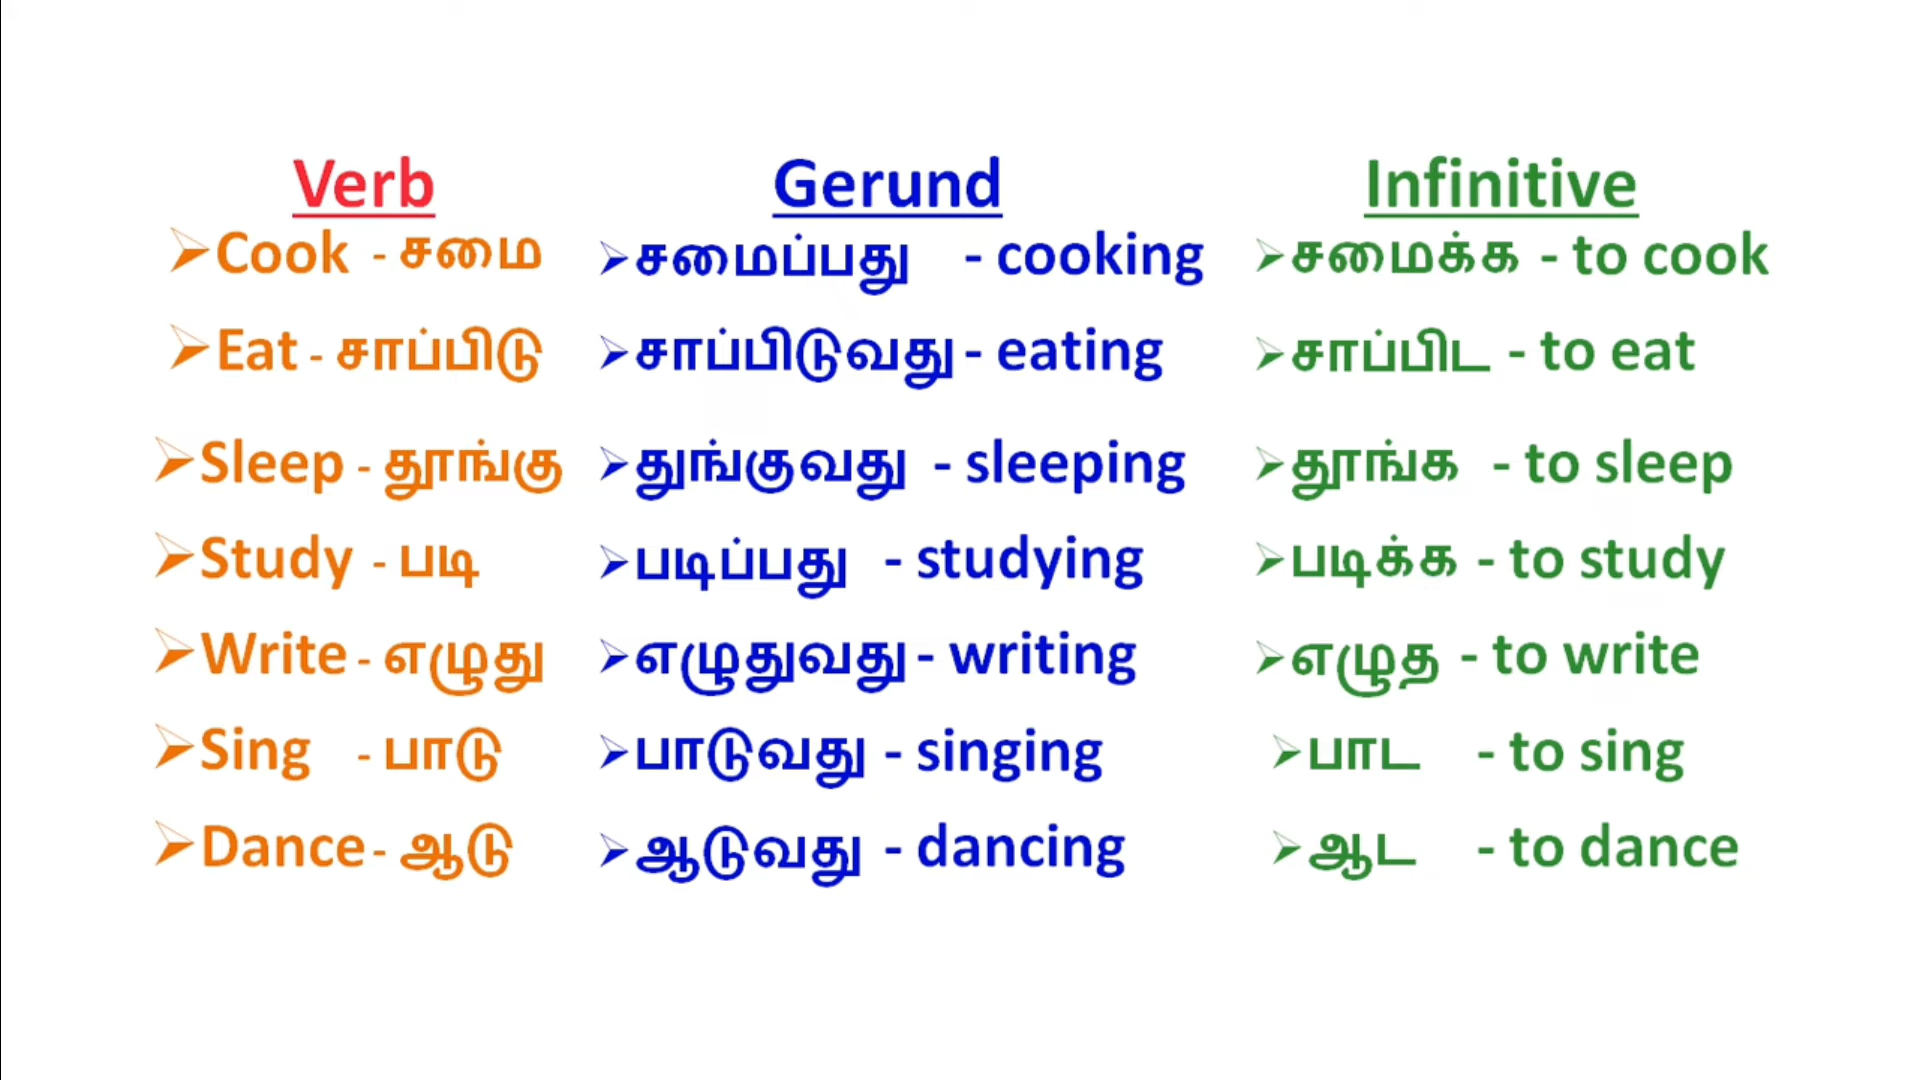 Verb Gerund Infinitive
➢Cook - சமை ➢சமைப்பது - cooking ➢சமைக்க - to cook
➢Eat - சாப்பிடு ➢சாப்பிடுவது - eating ➢சாப்பிட - to eat
➢Sleep - தூங்கு ➢துங்குவது - sleeping ➢தூங்க - to sleep
➢Study - படி ➢படிப்பது - studying ➢படிக்க - to study
➢Write - எழுது ➢எழுதுவது - writing ➢எழுத - to write
➢Sing - பாடு ➢பாடுவது - singing ➢பாட - to sing
➢Dance - ஆடு ➢ஆடுவது - dancing ➢ஆட - to dance